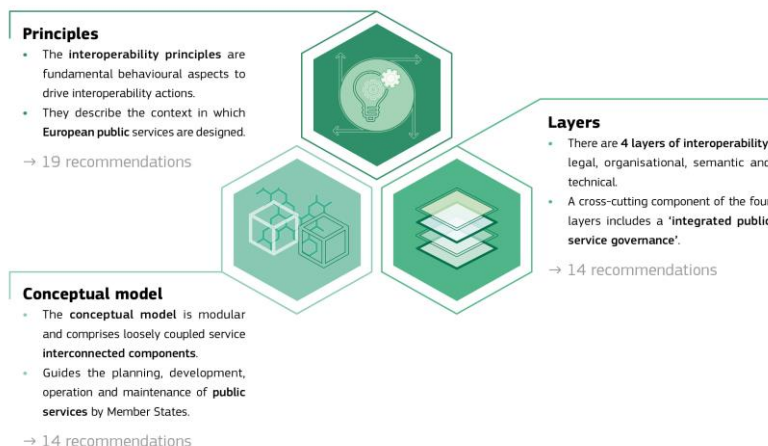 Principles
• The interoperability principles are
fundamental behavioural aspects to
drive interoperability actions.
• They describe the context in which
European public services are designed.
→ 19 recommendations
Layers
• There are 4 layers of interoperability:
legal, organisational, semantic and
technical.
• A cross-cutting component of the four
layers includes a ‘integrated public
service governance’.
→ 14 recommendations
Conceptual model
• The conceptual model is modular
and comprises loosely coupled service
interconnected components.
• Guides the planning, development,
operation and maintenance of public
services by Member States.
→ 14 recommendations